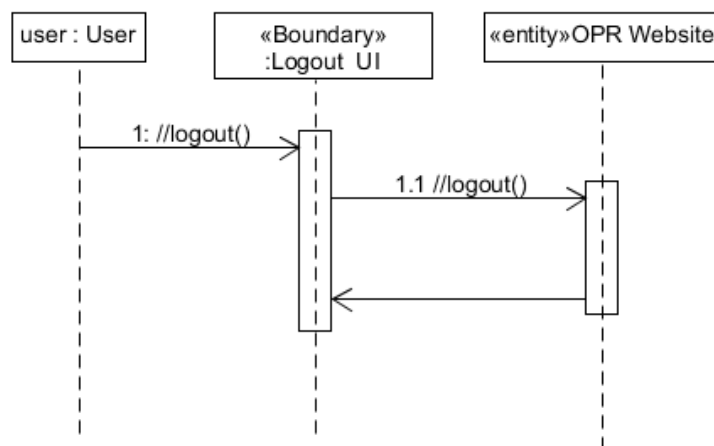 user : User
«Boundary»
:Logout UI
«entity»OPR Website
1: //logout()
1.1 //logout()